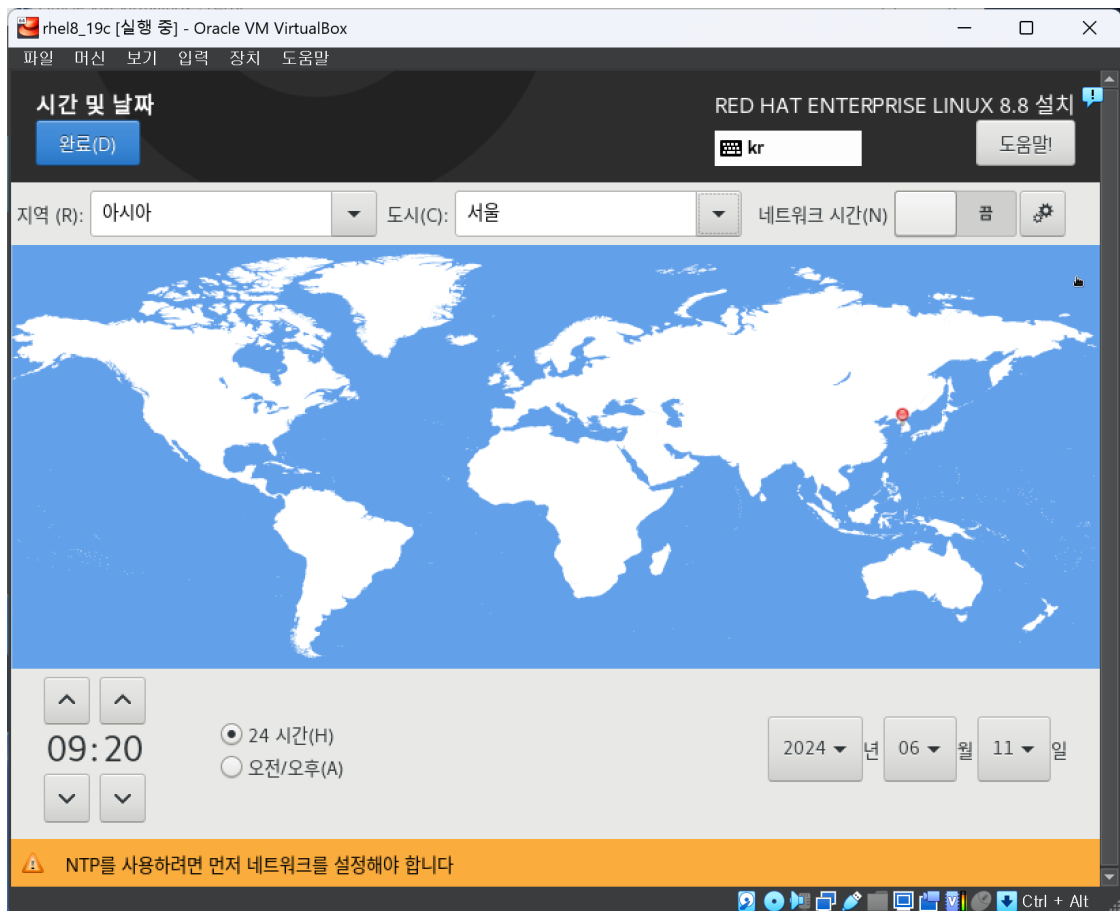 rhel8_19c [실행 중] - Oracle VM VirtualBox
파일 머신 보기 입력 장치 도움말
시간 및 날짜
RED HAT ENTERPRISE LINUX 8.8 설치
완료(D)
kr
도움말!
지역 (R): 아시아 도시(C): 서울 네트워크 시간(N) 끔
09:20
24 시간(H)
오전/오후(A)
2024 년 06 월 11 일
NTP를 사용하려면 먼저 네트워크를 설정해야 합니다
Ctrl + Alt